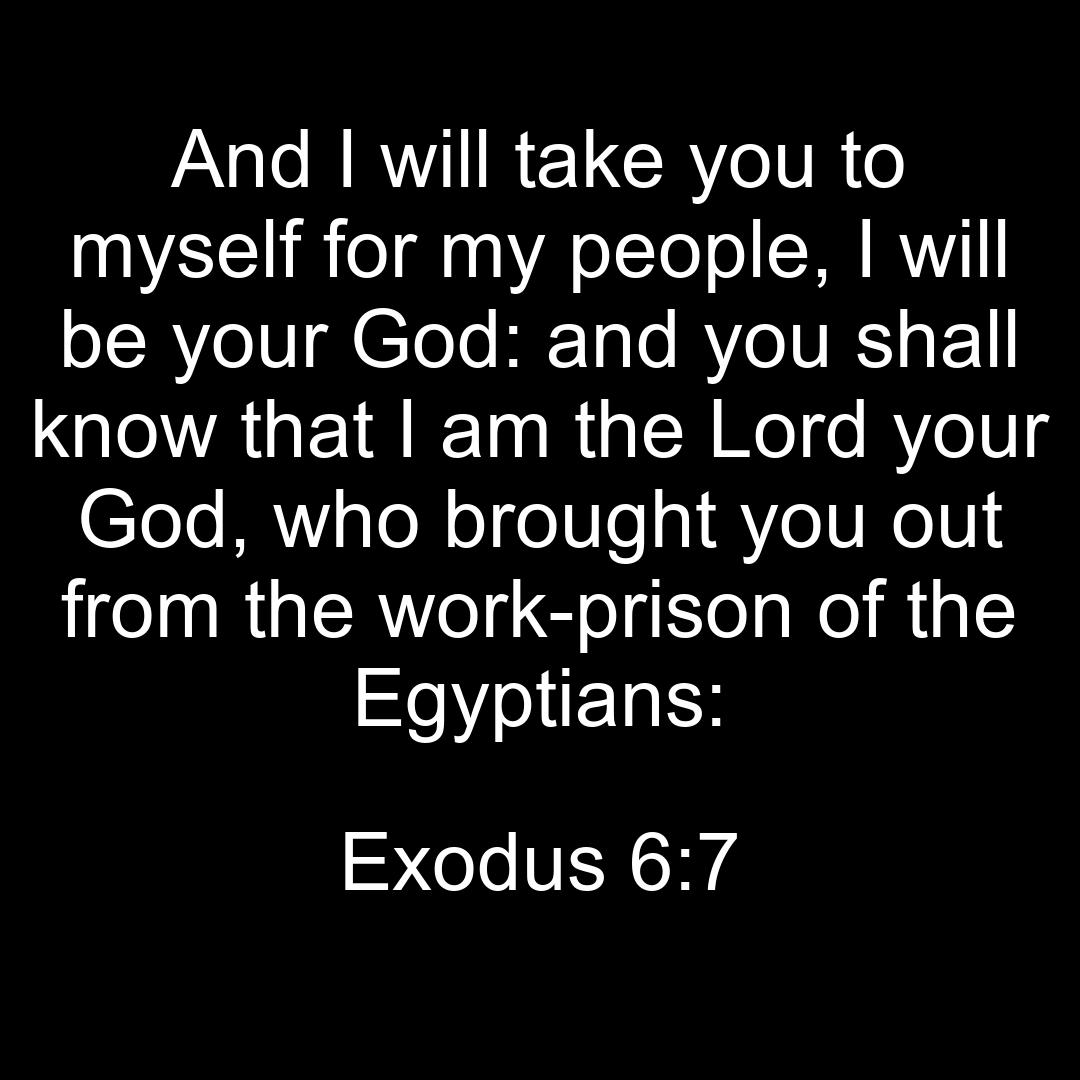 And I will take you to
myself for my people, I will
be your God: and you shall
know that I am the Lord your
God, who brought you out
from the work-prison of the
Egyptians:
Exodus 6:7